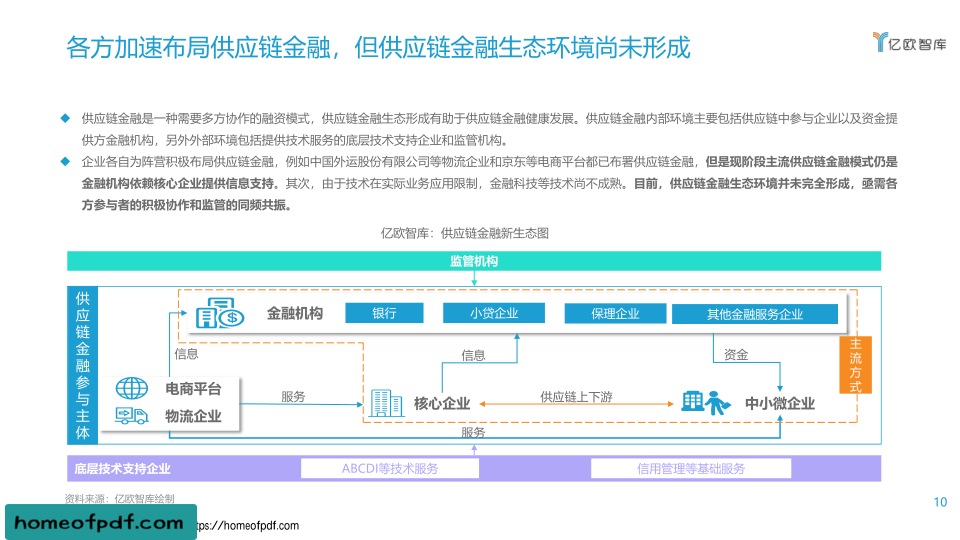 各方加速布局供应链金融，但供应链金融生态环境尚未形成
亿欧智库
供应链金融是一种需要多方协作的融资模式，供应链金融生态形成有助于供应链金融健康发展。供应链金融内部环境主要包括供应链中参与企业以及资金提
供方金融机构，另外外部环境包括提供技术服务的底层技术支持企业和监管机构。
企业各自为阵营积极布局供应链金融，例如中国外运股份有限公司等物流企业和京东等电商平台都已布署供应链金融，但是现阶段主流供应链金融模式仍是
金融机构依赖核心企业提供信息支持。其次，由于技术在实际业务应用限制，金融科技等技术尚不成熟。目前，供应链金融生态环境并未完全形成，亟需各
方参与者的积极协作和监管的同频共振。
亿欧智库：供应链金融新生态图
监管机构
供应链金融参与主体
金融机构
银行
小贷企业
保理企业
其他金融服务企业
信息
信息
资金
主流方式
电商平台
物流企业
服务
核心企业
供应链上下游
中小微企业
服务
底层技术支持企业
ABCDI等技术服务
信用管理等基础服务
资料来源：亿欧智库绘制
10
homeofpdf.com
tps://homeofpdf.com